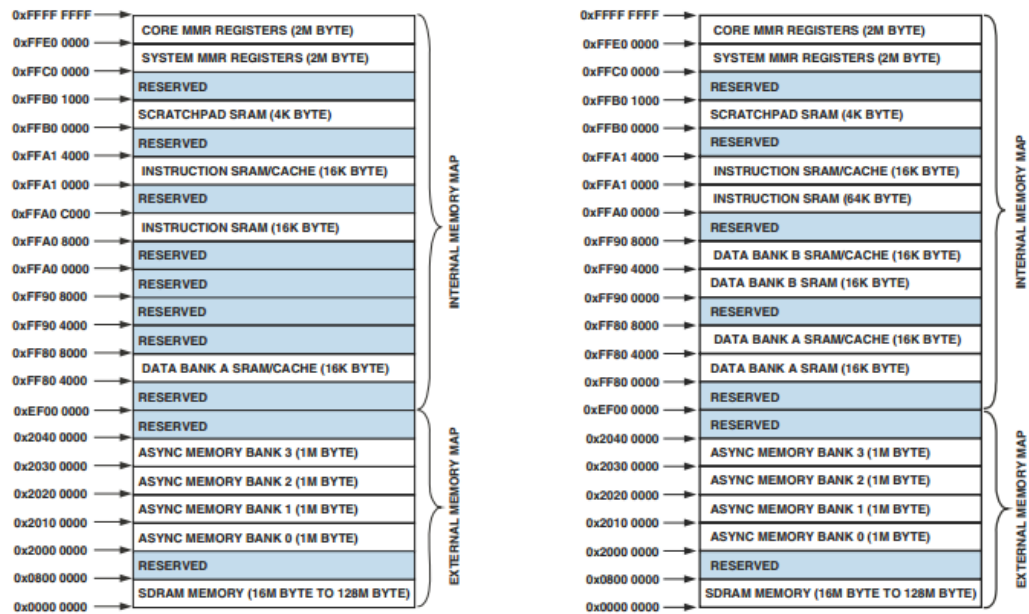 0xFFFF FFFF
CORE MMR REGISTERS (2M BYTE)
0xFFE0 0000
SYSTEM MMR REGISTERS (2M BYTE)
0xFFC0 0000
RESERVED
0xFFB0 1000
SCRATCHPAD SRAM (4K BYTE)
0xFFB0 0000
RESERVED
0xFFA1 4000
INSTRUCTION SRAM/CACHE (16K BYTE)
0xFFA1 0000
RESERVED
0xFFA0 C000
INSTRUCTION SRAM (16K BYTE)
0xFFA0 8000
RESERVED
0xFFA0 0000
RESERVED
0xFF90 8000
RESERVED
0xFF90 4000
RESERVED
0xFF80 8000
DATA BANK A SRAM/CACHE (16K BYTE)
0xFF80 4000
RESERVED
0xEF00 0000
RESERVED
0x2040 0000
ASYNC MEMORY BANK 3 (1M BYTE)
0x2030 0000
ASYNC MEMORY BANK 2 (1M BYTE)
0x2020 0000
ASYNC MEMORY BANK 1 (1M BYTE)
0x2010 0000
ASYNC MEMORY BANK 0 (1M BYTE)
0x2000 0000
RESERVED
0x0800 0000
SDRAM MEMORY (16M BYTE TO 128M BYTE)
0x0000 0000
INTERNAL MEMORY MAP
EXTERNAL MEMORY MAP
0xFFFF FFFF
CORE MMR REGISTERS (2M BYTE)
0xFFE0 0000
SYSTEM MMR REGISTERS (2M BYTE)
0xFFC0 0000
RESERVED
0xFFB0 1000
SCRATCHPAD SRAM (4K BYTE)
0xFFB0 0000
RESERVED
0xFFA1 4000
INSTRUCTION SRAM/CACHE (16K BYTE)
0xFFA1 0000
INSTRUCTION SRAM (64K BYTE)
0xFFA0 0000
RESERVED
0xFF90 8000
DATA BANK B SRAM/CACHE (16K BYTE)
0xFF90 4000
DATA BANK B SRAM (16K BYTE)
0xFF90 0000
RESERVED
0xFF80 8000
DATA BANK A SRAM/CACHE (16K BYTE)
0xFF80 4000
DATA BANK A SRAM (16K BYTE)
0xFF80 0000
RESERVED
0xEF00 0000
RESERVED
0x2040 0000
ASYNC MEMORY BANK 3 (1M BYTE)
0x2030 0000
ASYNC MEMORY BANK 2 (1M BYTE)
0x2020 0000
ASYNC MEMORY BANK 1 (1M BYTE)
0x2010 0000
ASYNC MEMORY BANK 0 (1M BYTE)
0x2000 0000
RESERVED
0x0800 0000
SDRAM MEMORY (16M BYTE TO 128M BYTE)
0x0000 0000
INTERNAL MEMORY MAP
EXTERNAL MEMORY MAP